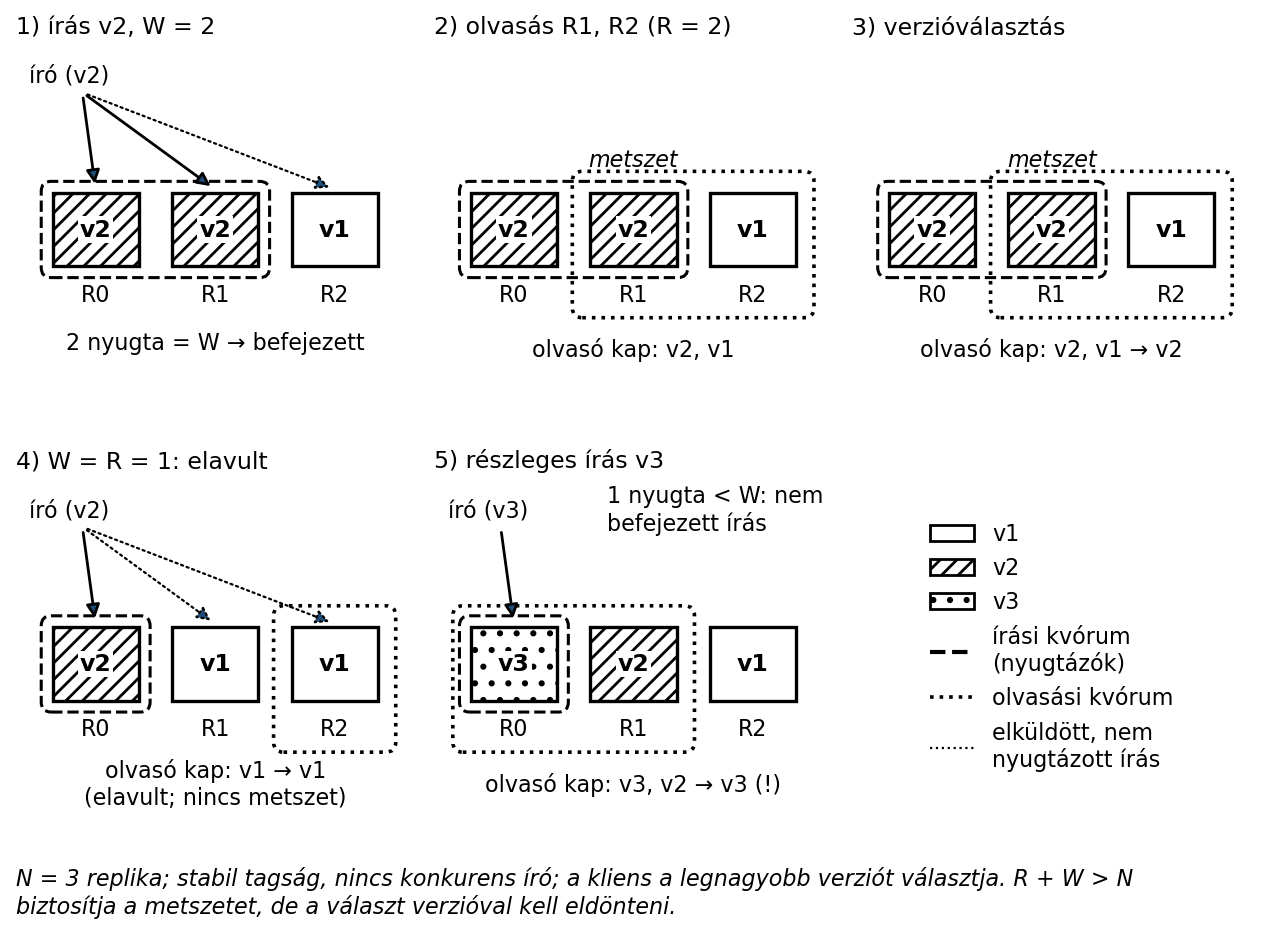 1) írás v2, W = 2
író (v2)
v2
v2
v1
R0
R1
R2
2 nyugta = W → befejezett
2) olvasás R1, R2 (R = 2)
metszet
v2
v2
v1
R0
R1
R2
olvasó kap: v2, v1
3) verzióválasztás
metszet
v2
v2
v1
R0
R1
R2
olvasó kap: v2, v1 → v2
4) W = R = 1: elavult
író (v2)
v2
v1
v1
R0
R1
R2
olvasó kap: v1 → v1
(elavult; nincs metszet)
5) részleges írás v3
író (v3)
1 nyugta < W: nem
befejezett írás
v3
v2
v1
R0
R1
R2
olvasó kap: v3, v2 → v3 (!)
v1
v2
v3
írási kvórum
(nyugtázók)
olvasási kvórum
elküldött, nem
nyugtázott írás
N = 3 replika; stabil tagság, nincs konkurens író; a kliens a legnagyobb verziót választja. R + W > N
biztosítja a metszetet, de a választ verzióval kell eldönteni.